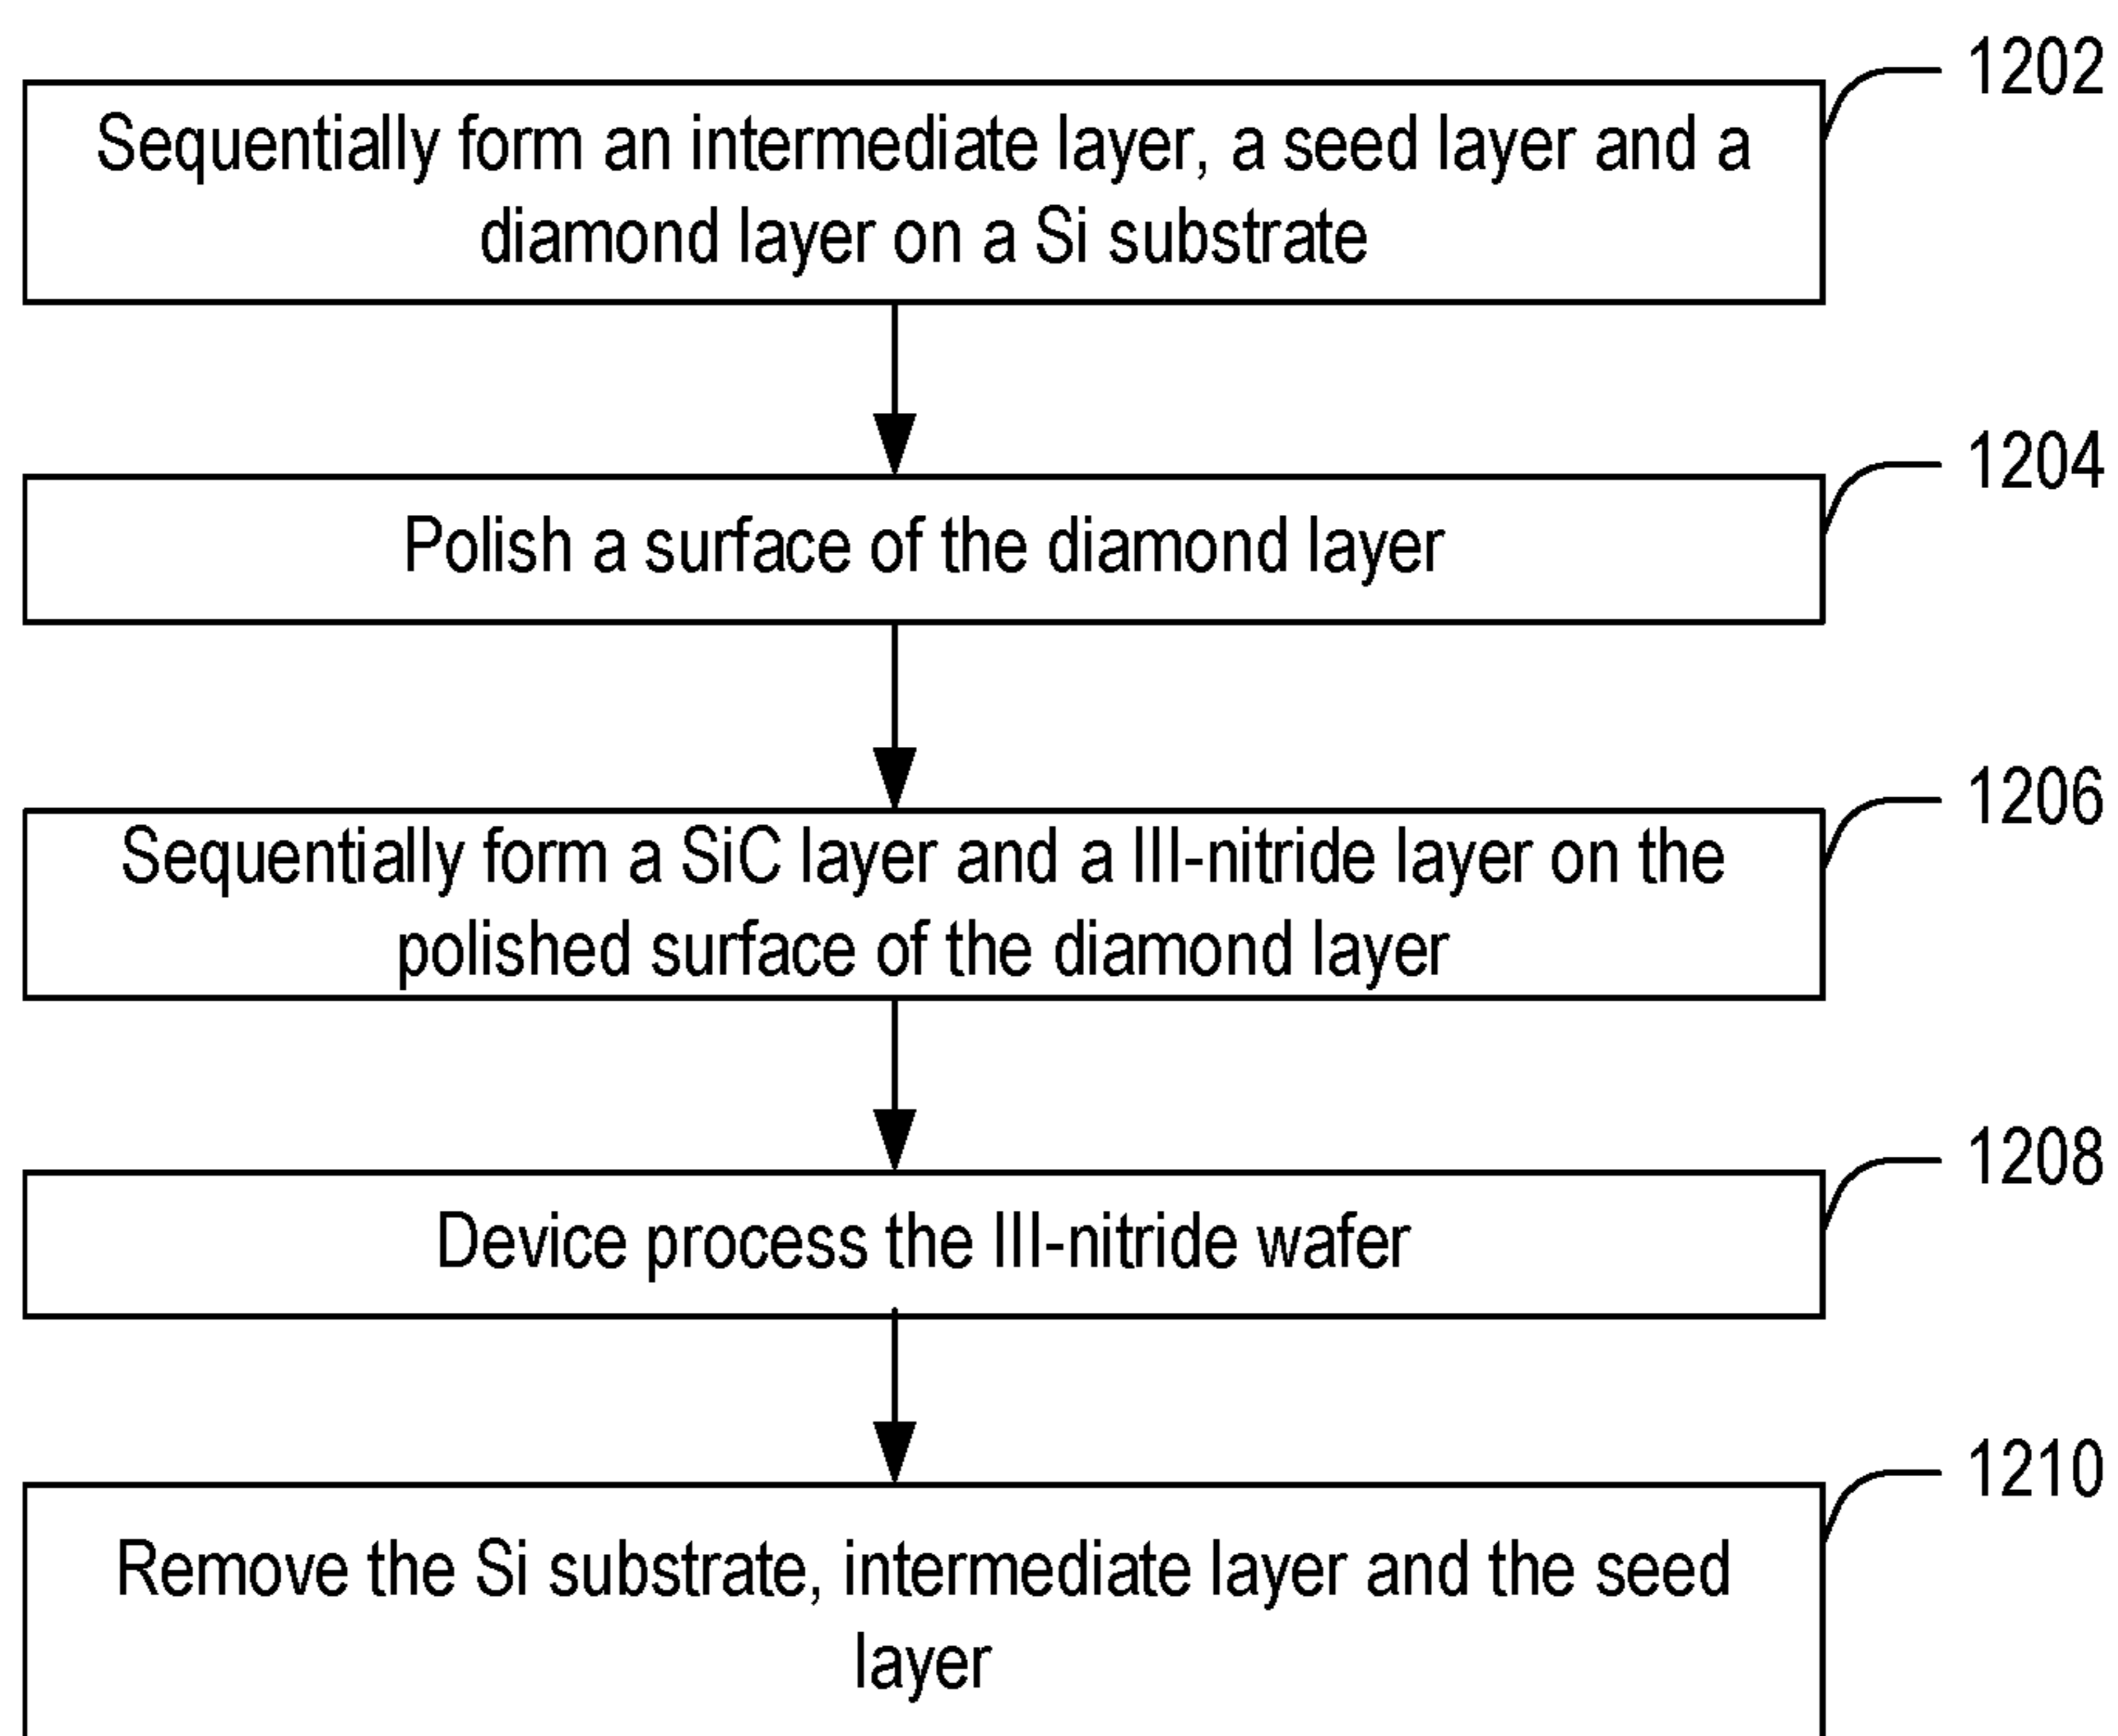 1202
Sequentially form an intermediate layer, a seed layer and a
diamond layer on a Si substrate
1204
Polish a surface of the diamond layer
1206
Sequentially form a SiC layer and a III-nitride layer on the
polished surface of the diamond layer
1208
Device process the III-nitride wafer
1210
Remove the Si substrate, intermediate layer and the seed
layer